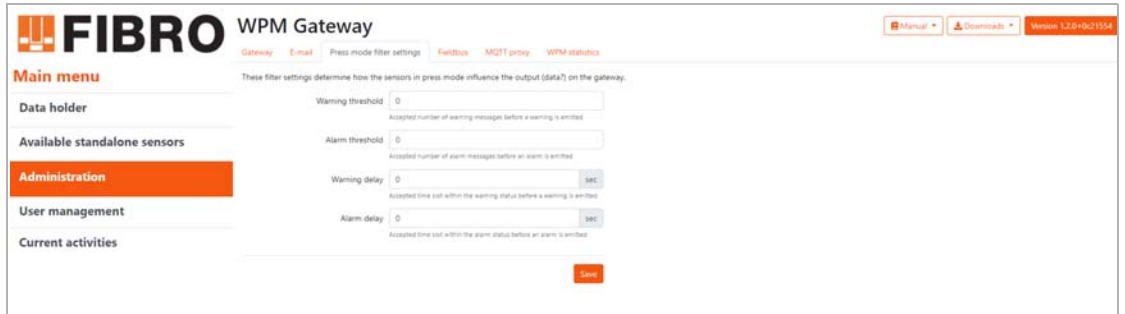 FIBRO
WPM Gateway
Manual
Downloads
Version 1.2.0+0c21554
Gateway
E-mail
Press mode filter settings
Fieldbus
MQTT proxy
WPM statistics
Main menu
Data holder
Available standalone sensors
Administration
User management
Current activities
These filter settings determine how the sensors in press mode influence the output (data?) on the gateway.
Warning threshold 0
Accepted number of warning messages before a warning is emitted
Alarm threshold 0
Accepted number of alarm messages before an alarm is emitted
Warning delay 0 sec
Accepted time slot within the warning status before a warning is emitted
Alarm delay 0 sec
Accepted time slot within the alarm status before an alarm is emitted
Save